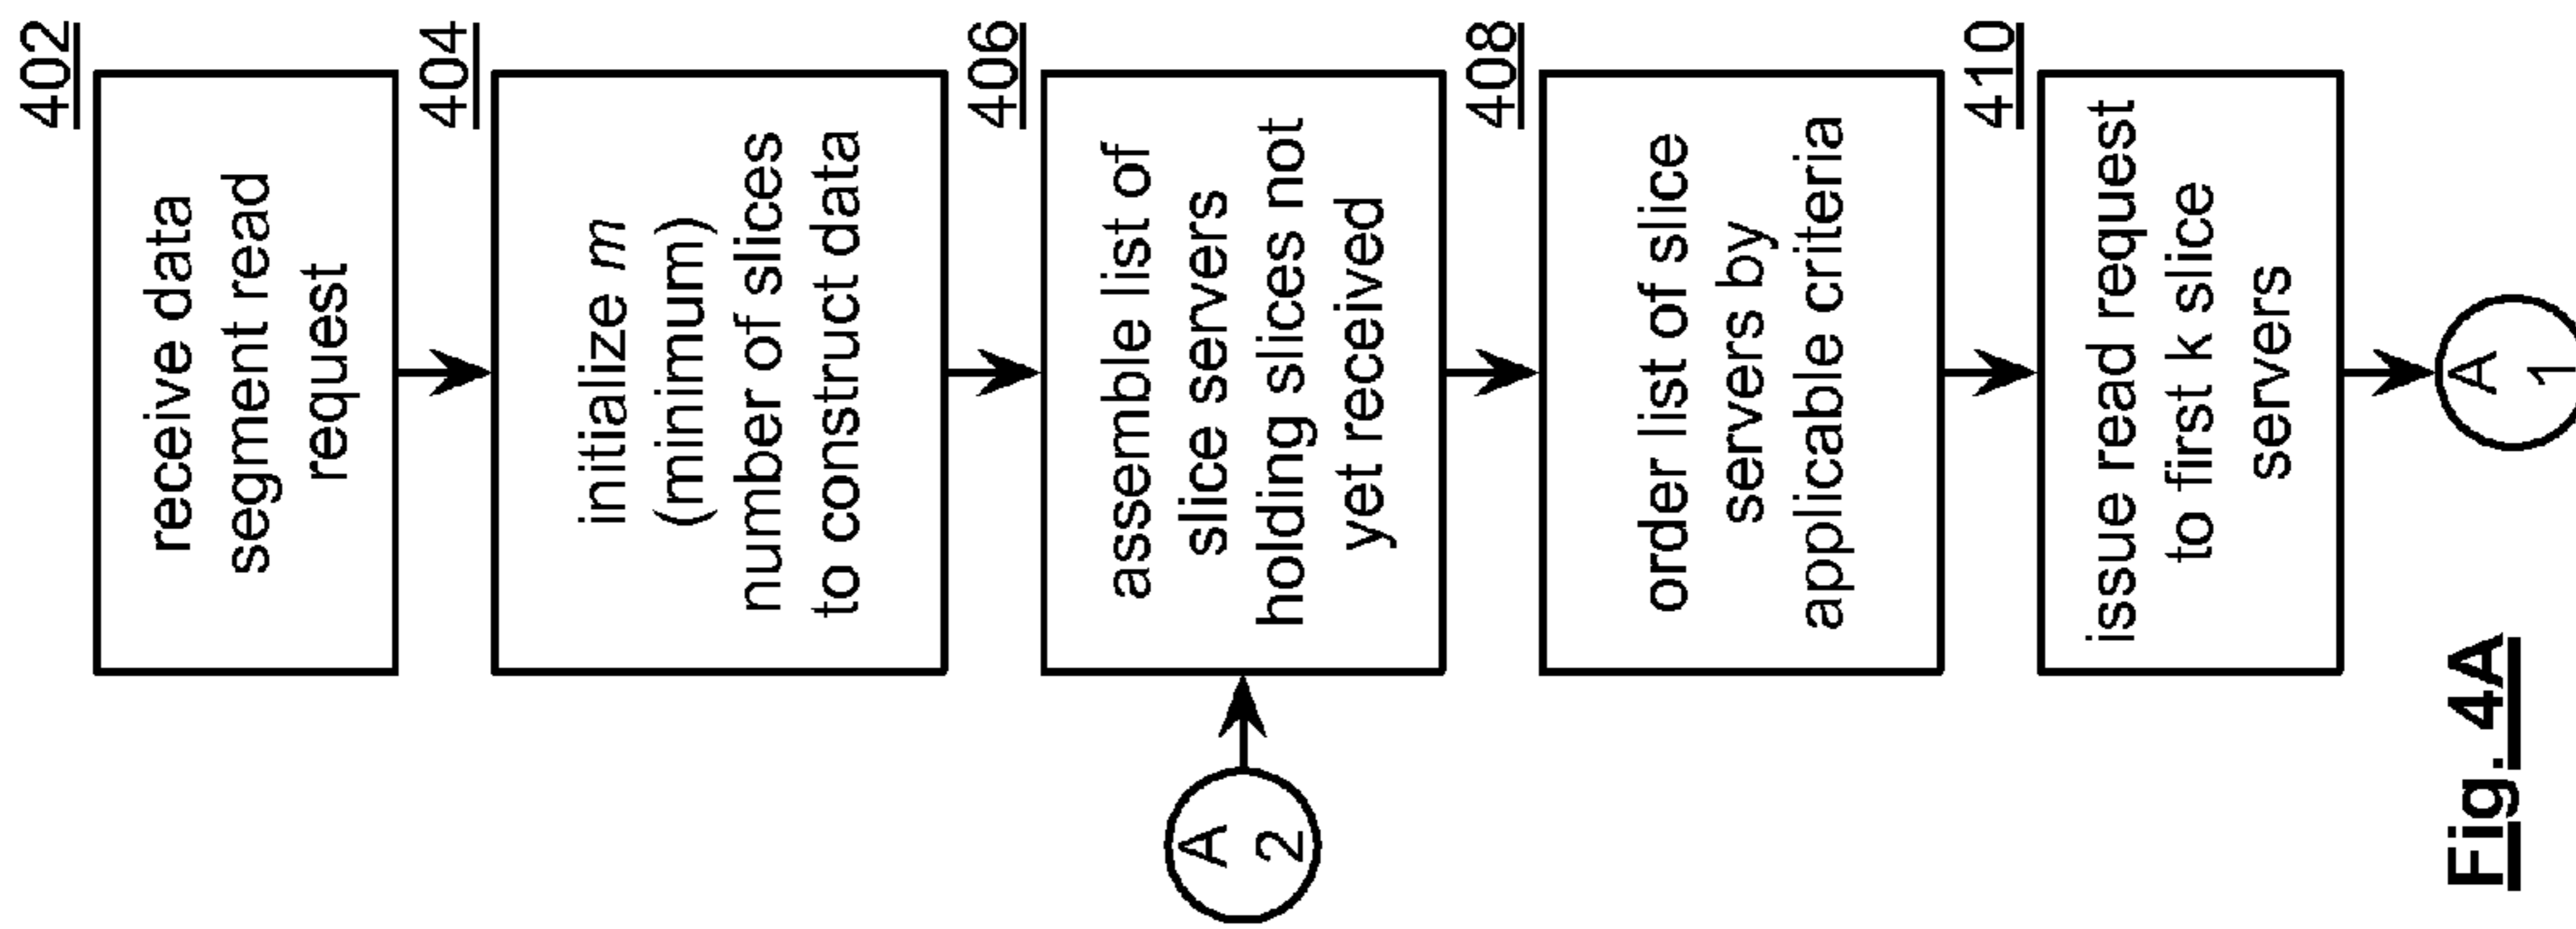 402
receive data
segment read
request
404
initialize m
(minimum)
number of slices
to construct data
406
assemble list of
slice servers
holding slices not
yet received
A
2
408
order list of slice
servers by
applicable criteria
410
issue read request
to first k slice
servers
A
1
Fig. 4A